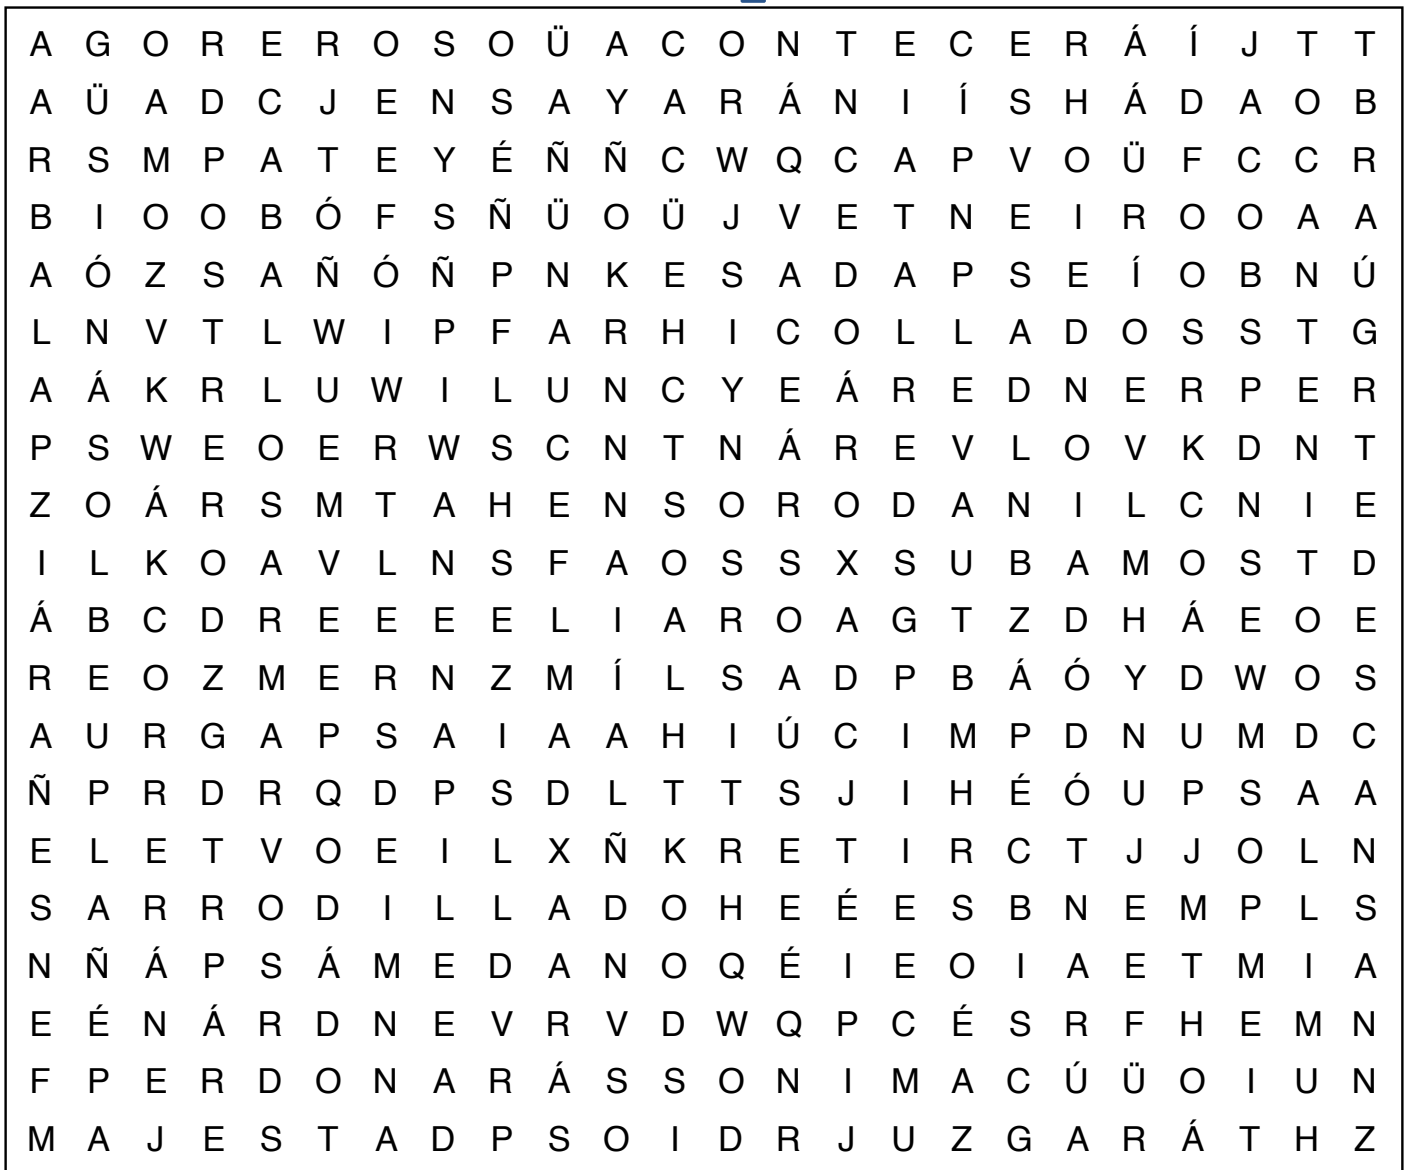 A G O R E R O S O Ü A C O N T E C E R Á Í J T T
A Ü A D C J E N S A Y A R Á N I Í S H Á D A O B
R S M P A T E Y É Ñ Ñ C W Q C A P V O Ü F C C R
B I O O B Ó F S Ñ Ü O Ü J V E T N E I R O O A A
A Ó Z S A Ñ Ó Ñ P N K E S A D A P S E Í O B N Ú
L N V T L W I P F A R H I C O L L A D O S S T G
A Á K R L U W I L U N C Y E Á R E D N E R P E R
P S W E O E R W S C N T N Á R E V L O V K D N T
Z O Á R S M T A H E N S O R O D A N I L C N I E
I L K O A V L N S F A O S S X S U B A M O S T D
Á B C D R E E E E L I A R O A G T Z D H Á E O E
R E O Z M E R N Z M Í L S A D P B Á Ó Y D W O S
A U R G A P S A I A A H I Ú C I M P D N U M D C
Ñ P R D R Q D P S D L T T S J I H É Ó U P S A A
E L E T V O E I L X Ñ K R E T I R C T J J O L N
S A R R O D I L L A D O H E É E S B N E M P L S
N Ñ Á P S Á M E D A N O Q É I E O I A E T M I A
E É N Á R D N E V R V D W Q P C É S R F H E M N
F P E R D O N A R Á S S O N I M A C Ú Ü O I U N
M A J E S T A D P S O I D R J U Z G A R Á T H Z